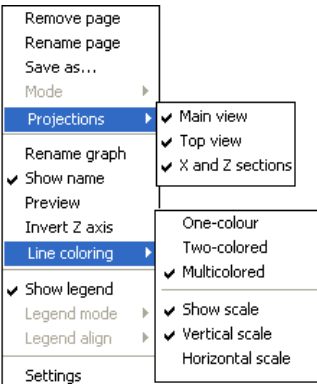 Remove page
Rename page
Save as...
Mode
Projections
Main view
Top view
X and Z sections
Rename graph
Show name
Preview
Invert Z axis
Line coloring
One-colour
Two-colored
Multicolored
Show scale
Vertical scale
Horizontal scale
Show legend
Legend mode
Legend align
Settings